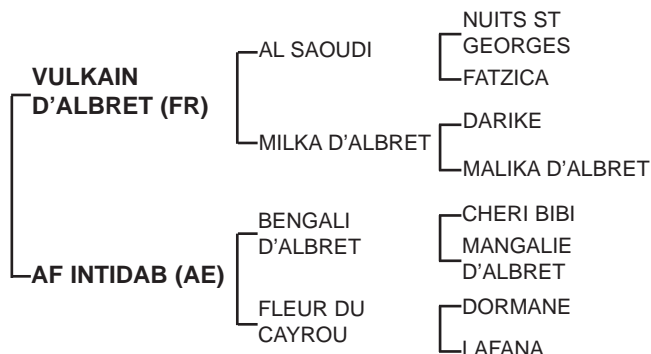 NUITS ST
GEORGES
AL SAOUDI
FATZICA
VULKAIN
D'ALBRET (FR)
DARIKE
MILKA D'ALBRET
MALIKA D'ALBRET
CHERI BIBI
BENGALI
D'ALBRET
MANGALIE
D'ALBRET
AF INTIDAB (AE)
DORMANE
FLEUR DU
CAYROU
LAFANA